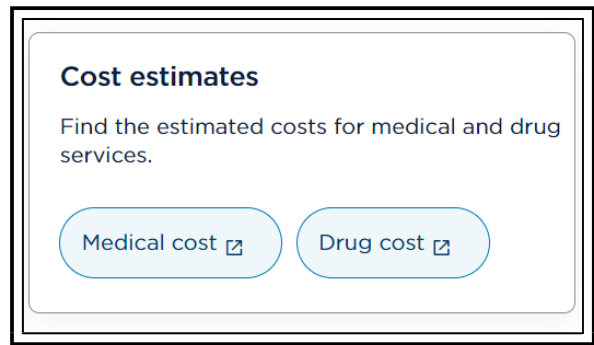 Cost estimates
Find the estimated costs for medical and drug
services.
Medical cost
Drug cost